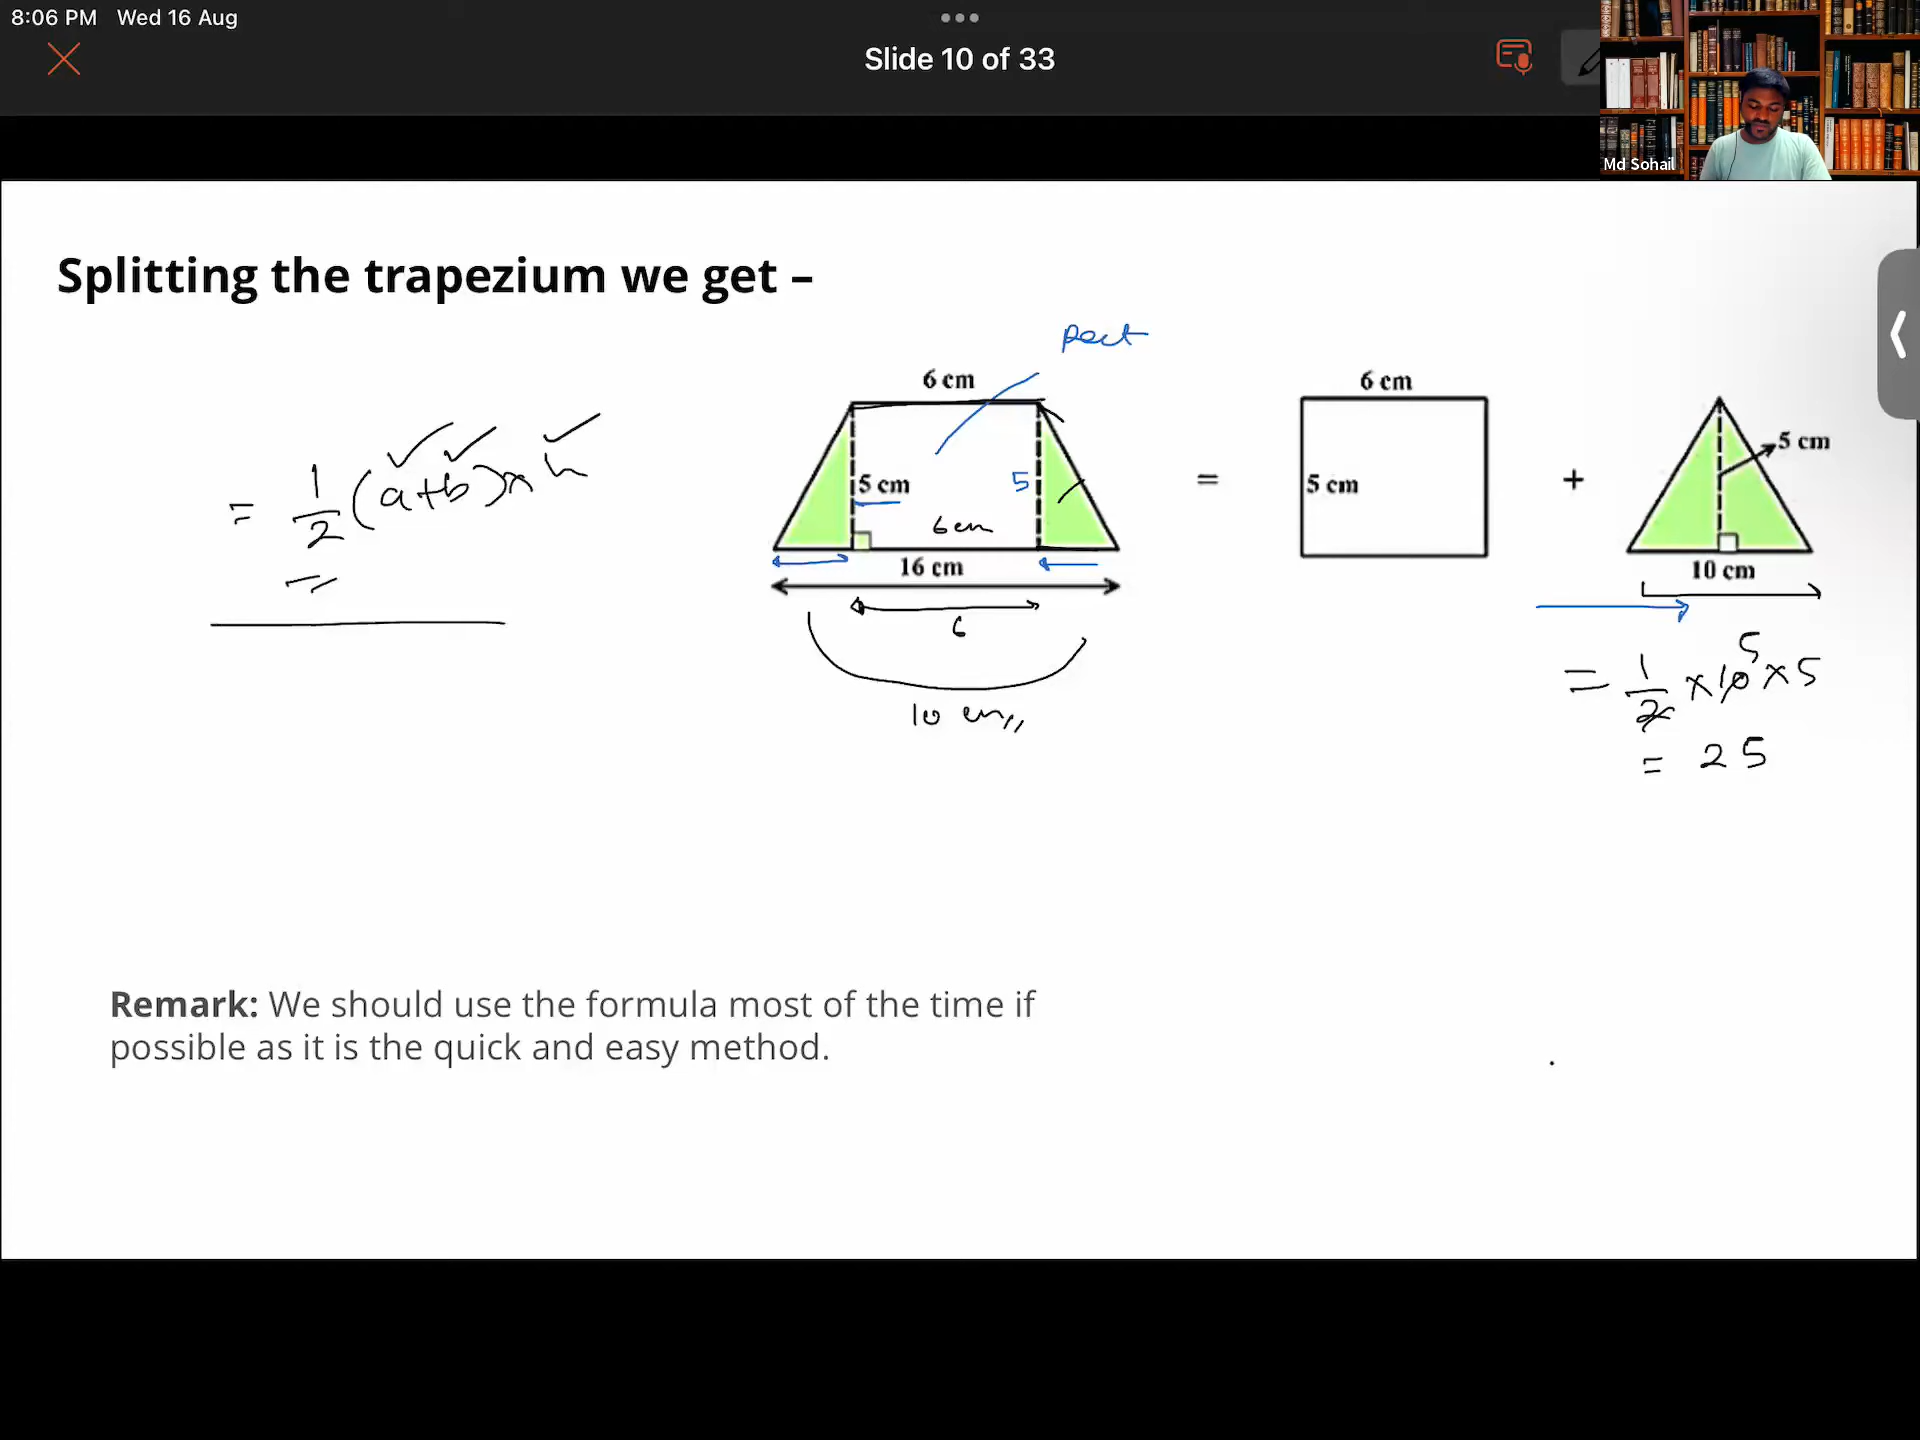 8:06 PM Wed 16 Aug
Slide 10 of 33
Md Sohail
Splitting the trapezium we get –
= 1/2 (a+b) x h
=
Rect
6 cm
5 cm
5
6cm
16 cm
6
10 cm,,
=
6 cm
5 cm
+
5 cm
10 cm
= 1/2 x 10 5 x 5
= 25
Remark: We should use the formula most of the time if
possible as it is the quick and easy method.